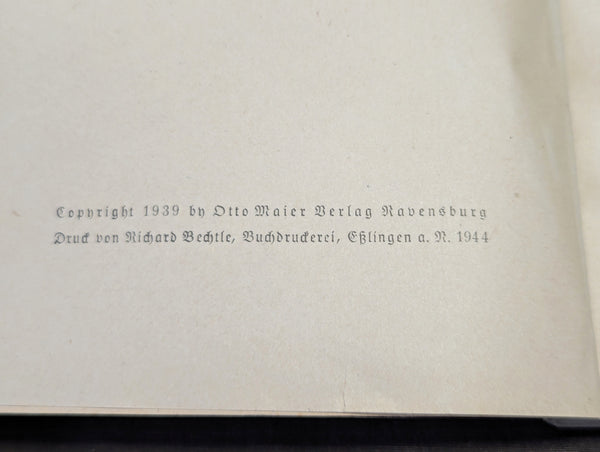 Copyright 1939 by Otto Maier Verlag Ravensburg
Druck von Richard Bechtle, Buchdruckerei, Eßlingen a. N. 1944